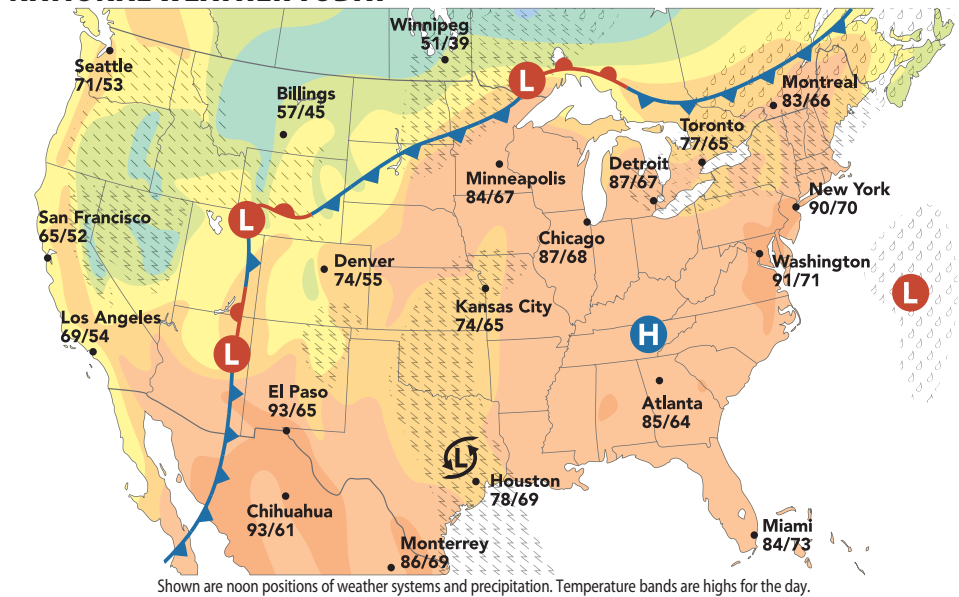 NATIONAL WEATHER TODAY
Winnipeg
51/39
Seattle
71/53
Billings
57/45
L
Montreal
83/66
Toronto
77/65
Detroit
87/67
Minneapolis
84/67
New York
90/70
San Francisco
65/52
L
Chicago
87/68
Denver
74/55
Washington
91/71
Kansas City
74/65
L
Los Angeles
69/54
H
L
El Paso
93/65
Atlanta
85/64
L
Houston
78/69
Chihuahua
93/61
Miami
84/73
Monterrey
86/69
Shown are noon positions of weather systems and precipitation. Temperature bands are highs for the day.